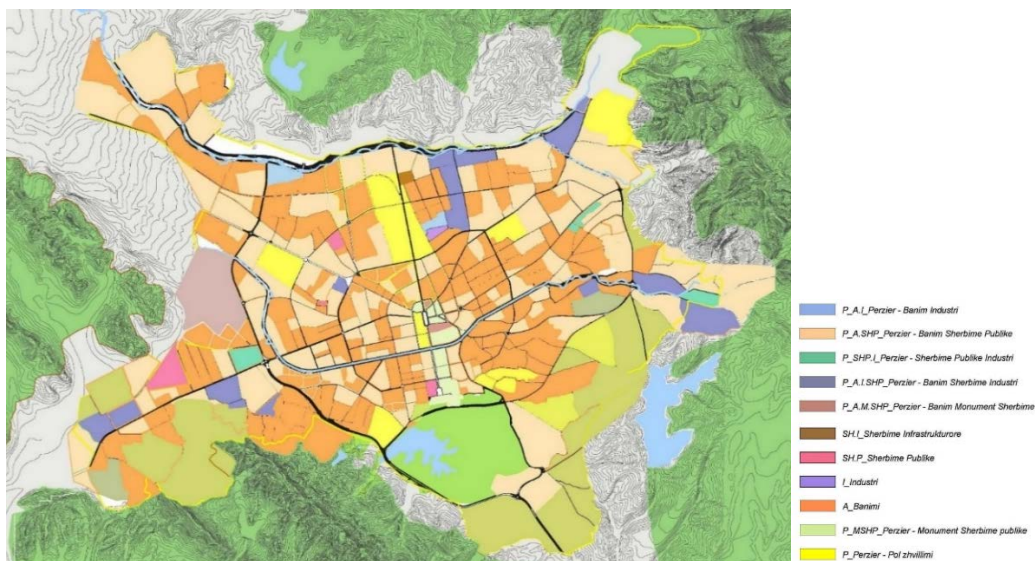 P_A.I_Perzier - Banim Industri
P_A.SHP_Perzier - Banim Sherbime Publike
P_SHP.I_Perzier - Sherbime Publike Industri
P_A.I.SHP_Perzier - Banim Sherbime Industri
P_A.M.SHP_Perzier - Banim Monument Sherbime
SH.I_Sherbime Infrastrukturore
SH.P_Sherbime Publike
I_Industri
A_Banimi
P_MSHP_Perzier - Monument Sherbime publike
P_Perzier - Pol zhvillimi